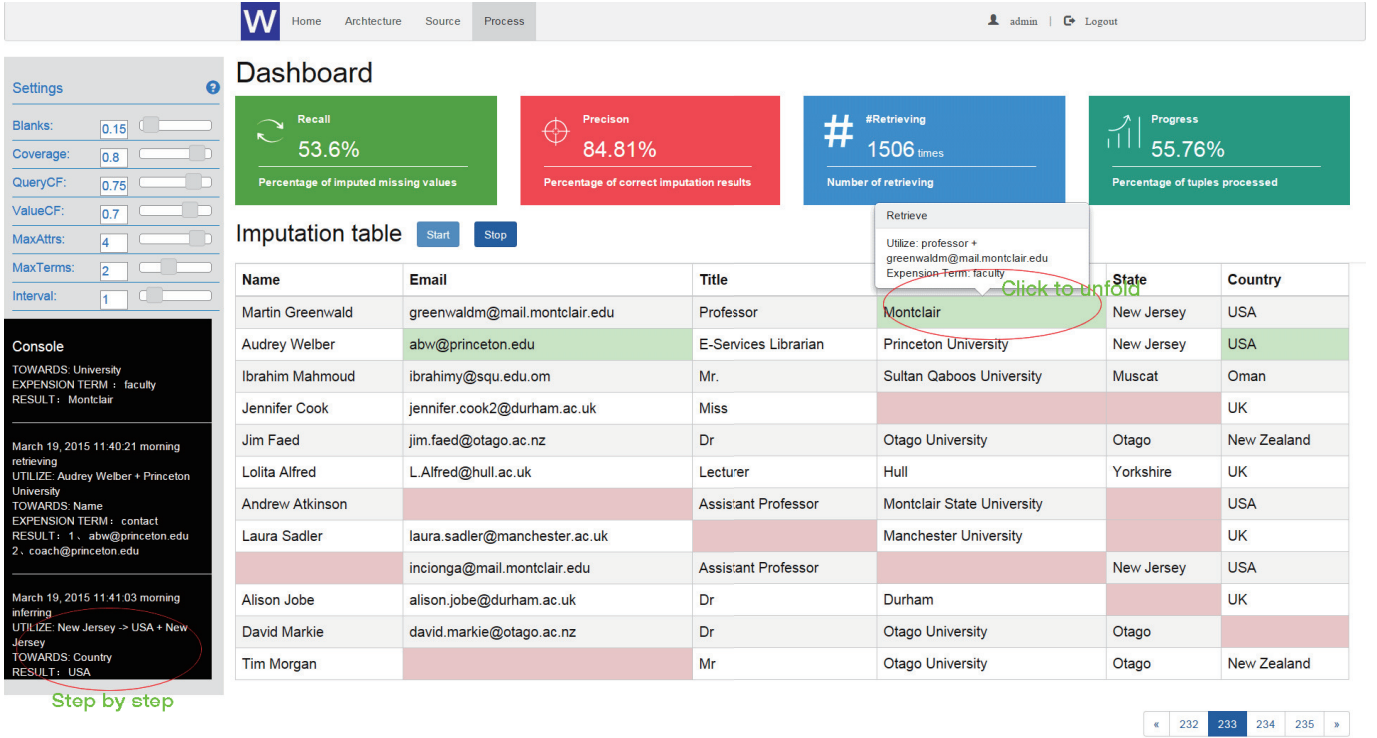 W Home Archtecture Source Process admin | Logout
Settings
Blanks: 0.15
Coverage: 0.8
QueryCF: 0.75
ValueCF: 0.7
MaxAttrs: 4
MaxTerms: 2
Interval: 1
Console
TOWARDS: University
EXPENSION TERM： faculty
RESULT： Montclair
March 19, 2015 11:40:21 morning
retrieving
UTILIZE: Audrey Welber + Princeton
University
TOWARDS: Name
EXPENSION TERM： contact
RESULT： 1、 abw@princeton.edu
2、coach@princeton.edu
March 19, 2015 11:41:03 morning
inferring
UTILIZE: New Jersey -> USA + New
Jersey
TOWARDS: Country
RESULT： USA
Step by step
Dashboard
Recall
53.6%
Percentage of imputed missing values
Precison
84.81%
Percentage of correct imputation results
# #Retrieving
1506 times
Number of retrieving
Progress
55.76%
Percentage of tuples processed
Imputation table Start Stop
Retrieve
Utilize: professor +
greenwaldm@mail.montclair.edu
Expension Term: faculty
Click to unfold
Name Email Title State Country
Martin Greenwald greenwaldm@mail.montclair.edu Professor Montclair New Jersey USA
Audrey Welber abw@princeton.edu E-Services Librarian Princeton University New Jersey USA
Ibrahim Mahmoud ibrahimy@squ.edu.om Mr. Sultan Qaboos University Muscat Oman
Jennifer Cook jennifer.cook2@durham.ac.uk Miss UK
Jim Faed jim.faed@otago.ac.nz Dr Otago University Otago New Zealand
Lolita Alfred L.Alfred@hull.ac.uk Lecturer Hull Yorkshire UK
Andrew Atkinson Assistant Professor Montclair State University USA
Laura Sadler laura.sadler@manchester.ac.uk Manchester University UK
incionga@mail.montclair.edu Assistant Professor New Jersey USA
Alison Jobe alison.jobe@durham.ac.uk Dr Durham UK
David Markie david.markie@otago.ac.nz Dr Otago University Otago
Tim Morgan Mr Otago University Otago New Zealand
« 232 233 234 235 »